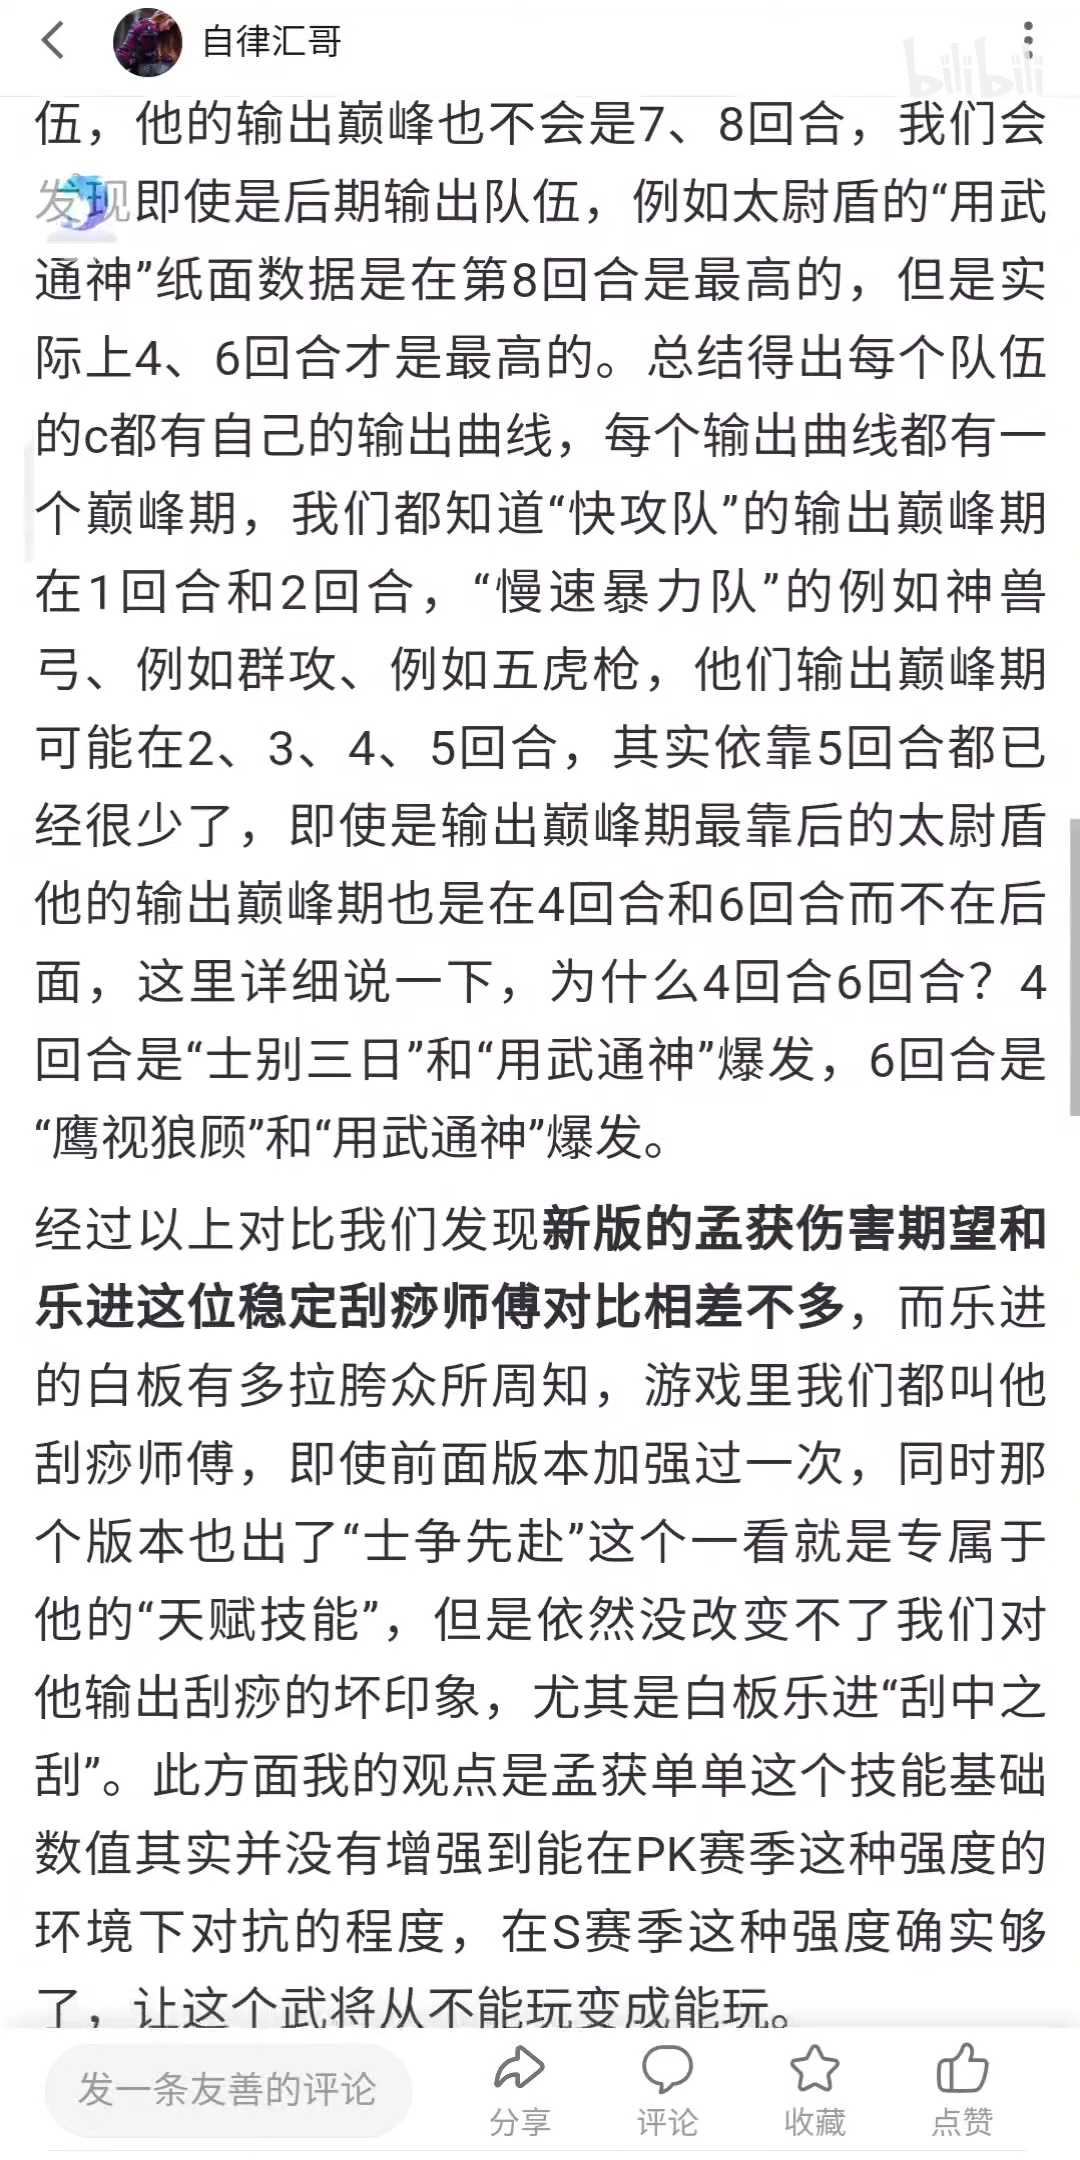 自律汇哥
bilibili
伍，他的输出巅峰也不会是7、8回合，我们会
发现即使是后期输出队伍，例如太尉盾的“用武
通神”纸面数据是在第8回合是最高的，但是实
际上4、6回合才是最高的。总结得出每个队伍
的c都有自己的输出曲线，每个输出曲线都有一
个巅峰期，我们都知道“快攻队”的输出巅峰期
在1回合和2回合，“慢速暴力队”的例如神兽
弓、例如群攻、例如五虎枪，他们输出巅峰期
可能在2、3、4、5回合，其实依靠5回合都已
经很少了，即使是输出巅峰期最靠后的太尉盾
他的输出巅峰期也是在4回合和6回合而不在后
面，这里详细说一下，为什么4回合6回合？4
回合是“士别三日”和“用武通神”爆发，6回合是
“鹰视狼顾”和“用武通神”爆发。
经过以上对比我们发现新版的孟获伤害期望和
乐进这位稳定刮痧师傅对比相差不多，而乐进
的白板有多拉胯众所周知，游戏里我们都叫他
刮痧师傅，即使前面版本加强过一次，同时那
个版本也出了“士争先赴”这个一看就是专属于
他的“天赋技能”，但是依然没改变不了我们对
他输出刮痧的坏印象，尤其是白板乐进“刮中之
刮”。此方面我的观点是孟获单单这个技能基础
数值其实并没有增强到能在PK赛季这种强度的
环境下对抗的程度，在S赛季这种强度确实够
了，让这个武将从不能玩变成能玩。
发一条友善的评论
分享
评论
收藏
点赞